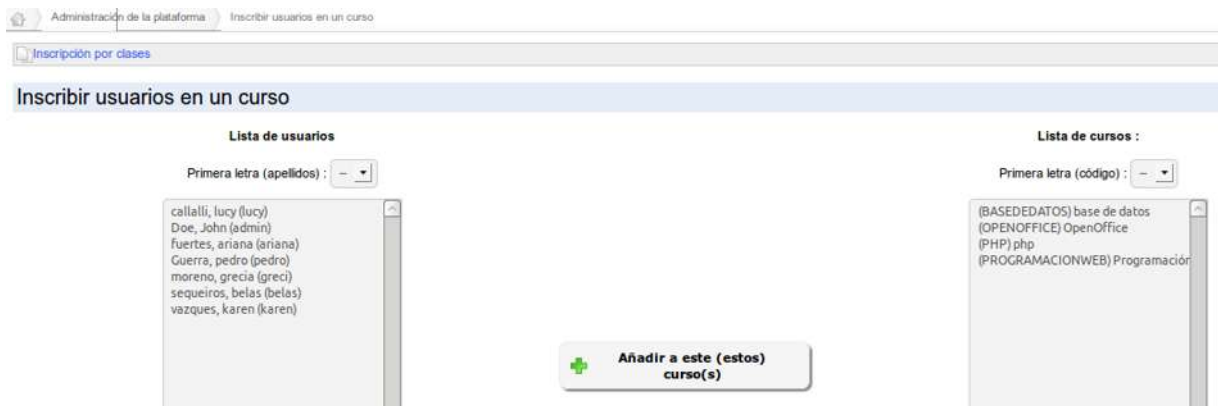 Administración de la plataforma Inscribir usuarios en un curso
Inscripción por clases
Inscribir usuarios en un curso
Lista de usuarios
Primera letra (apellidos) : --
callalli, lucy (lucy)
Doe, John (admin)
fuertes, ariana (ariana)
Guerra, pedro (pedro)
moreno, grecia (greci)
sequeiros, belas (belas)
vazques, karen (karen)
Añadir a este (estos)
curso(s)
Lista de cursos :
Primera letra (código) : --
(BASEDEDATOS) base de datos
(OPENOFFICE) OpenOffice
(PHP) php
(PROGRAMACIONWEB) Programación